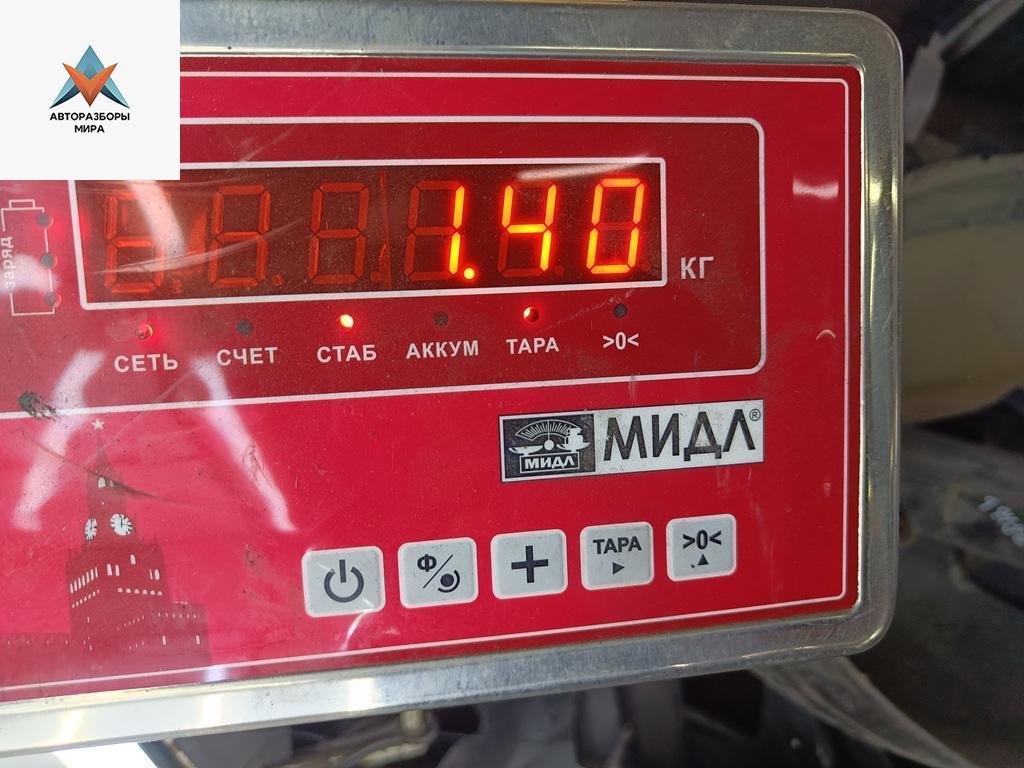 АВТОРАЗБОРЫ
МИРА
заряд
1.40
КГ
СЕТЬ СЧЕТ СТАБ АККУМ ТАРА >0<
МИДЛ МИДЛ®
Ф
ТАРА
>0<